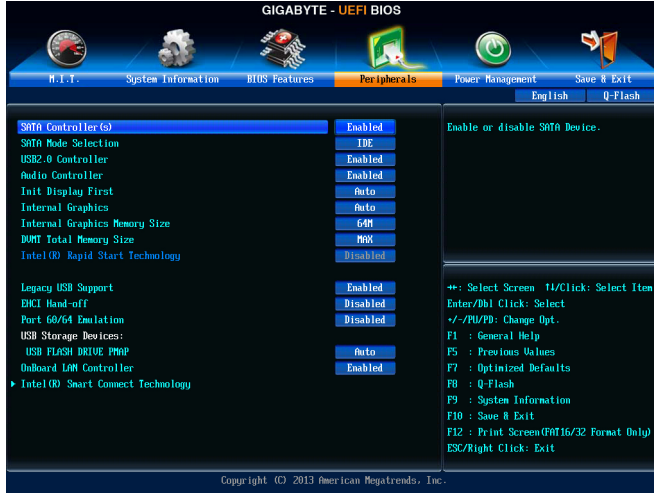 GIGABYTE - UEFI BIOS
M.I.T. System Information BIOS Features Peripherals Power Management Save & Exit
English Q-Flash
SATA Controller(s) Enabled
SATA Mode Selection IDE
USB2.0 Controller Enabled
Audio Controller Enabled
Init Display First Auto
Internal Graphics Auto
Internal Graphics Memory Size 64M
DVMT Total Memory Size MAX
Intel(R) Rapid Start Technology Disabled
Legacy USB Support Enabled
EHCI Hand-off Disabled
Port 60/64 Emulation Disabled
USB Storage Devices:
USB FLASH DRIVE PMAP Auto
OnBoard LAN Controller Enabled
Intel(R) Smart Connect Technology
Enable or disable SATA Device.
→←: Select Screen ↑↓/Click: Select Item
Enter/Dbl Click: Select
+/-/PU/PD: Change Opt.
F1 : General Help
F5 : Previous Values
F7 : Optimized Defaults
F8 : Q-Flash
F9 : System Information
F10 : Save & Exit
F12 : Print Screen(FAT16/32 Format Only)
ESC/Right Click: Exit
Copyright (C) 2013 American Megatrends, Inc.